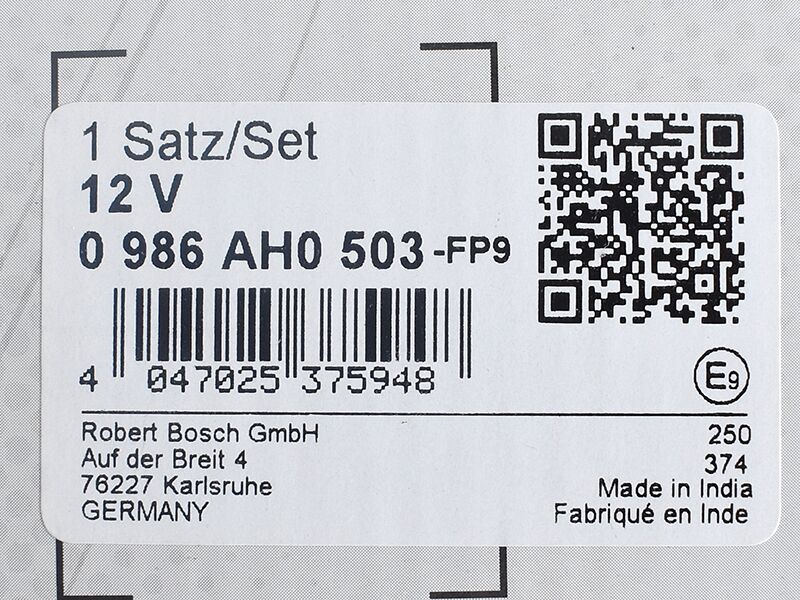 1 Satz/Set
12 V
0 986 AH0 503-FP9
4 047025 375948
E9
Robert Bosch GmbH
Auf der Breit 4
76227 Karlsruhe
GERMANY
250
374
Made in India
Fabriqué en Inde